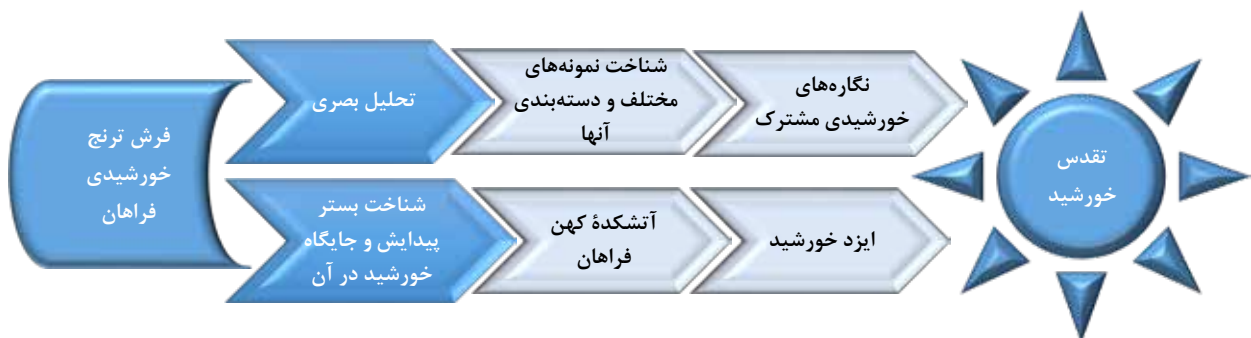 فرش ترنج
خورشیدی
فراهان
تحلیل بصری
شناخت نمونه‌های
مختلف و دسته‌بندی
آنها
نگاره‌های
خورشیدی مشترک
شناخت بستر
پیدایش و جایگاه
خورشید در آن
آتشکدۀ کهن
فراهان
ایزد خورشید
تقدس
خورشید